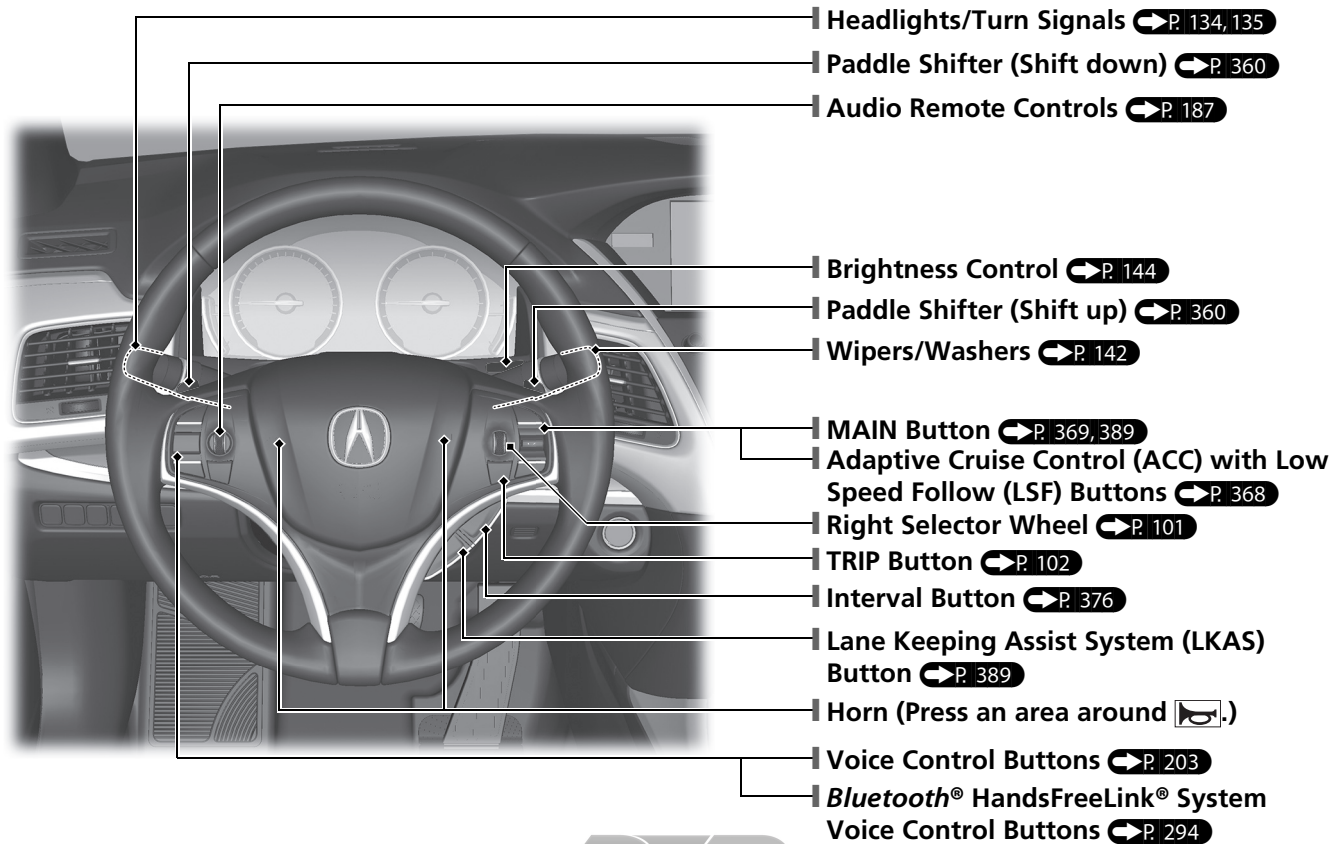 Headlights/Turn Signals P. 134, 135
Paddle Shifter (Shift down) P. 360
Audio Remote Controls P. 187
Brightness Control P. 144
Paddle Shifter (Shift up) P. 360
Wipers/Washers P. 142
MAIN Button P. 369, 389
Adaptive Cruise Control (ACC) with Low
Speed Follow (LSF) Buttons P. 368
Right Selector Wheel P. 101
TRIP Button P. 102
Interval Button P. 376
Lane Keeping Assist System (LKAS)
Button P. 389
Horn (Press an area around .)
Voice Control Buttons P. 203
Bluetooth® HandsFreeLink® System
Voice Control Buttons P. 294